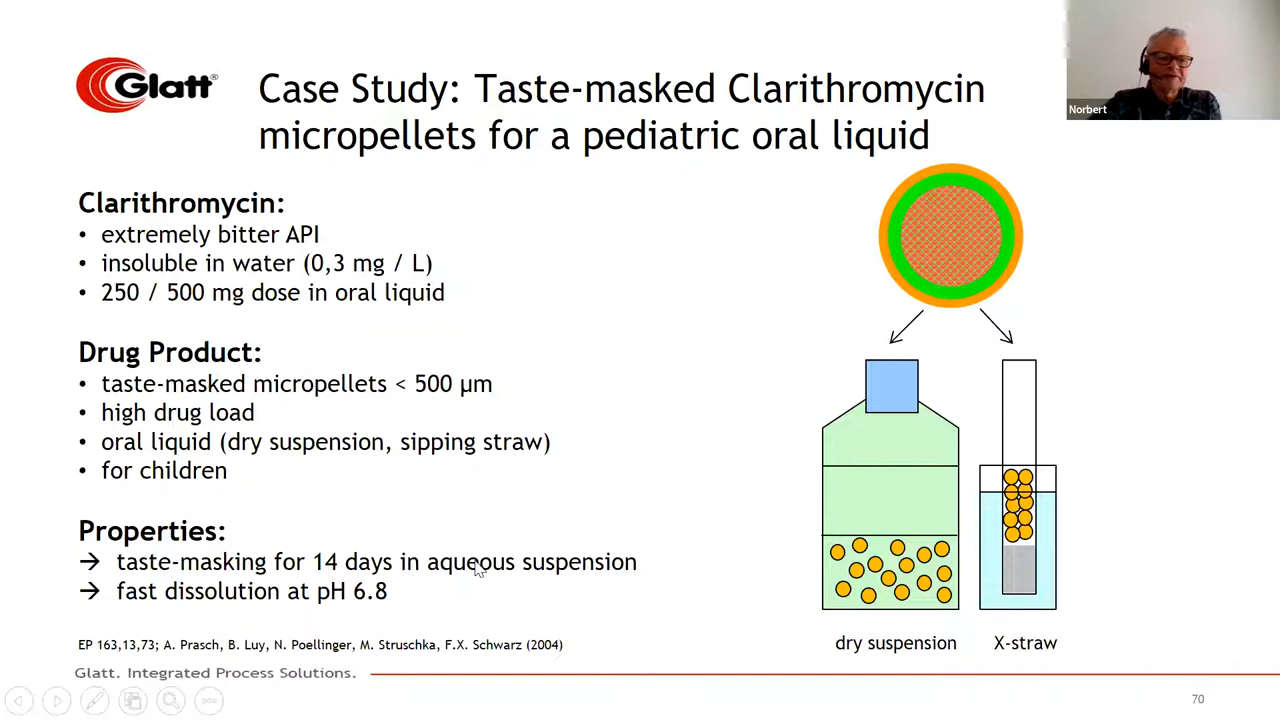 Glatt®
Case Study: Taste-masked Clarithromycin
micropellets for a pediatric oral liquid
Norbert
Clarithromycin:
• extremely bitter API
• insoluble in water (0,3 mg / L)
• 250 / 500 mg dose in oral liquid
Drug Product:
• taste-masked micropellets < 500 µm
• high drug load
• oral liquid (dry suspension, sipping straw)
• for children
Properties:
→ taste-masking for 14 days in aqueous suspension
→ fast dissolution at pH 6.8
dry suspension
X-straw
EP 163,13,73; A. Prasch, B. Luy, N. Poellinger, M. Struschka, F.X. Schwarz (2004)
Glatt. Integrated Process Solutions.
70